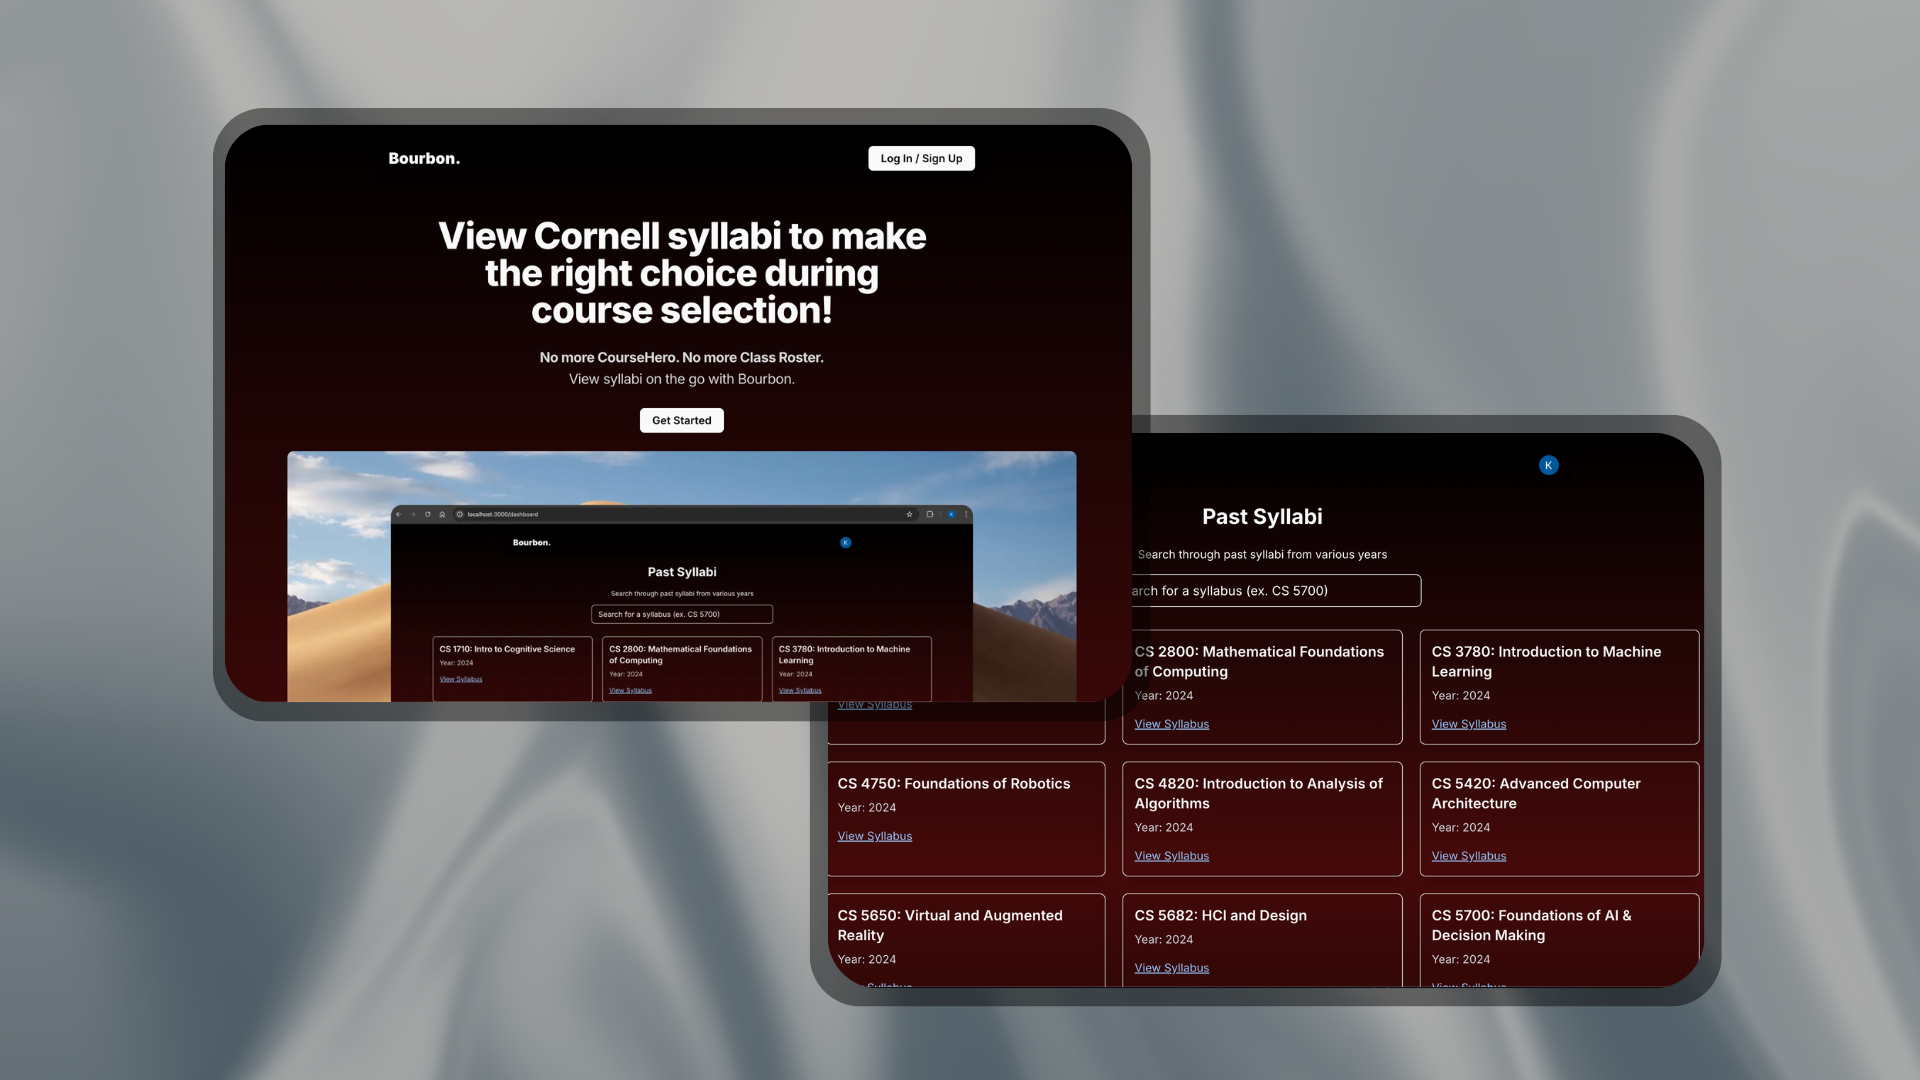 Bourbon.
Log In / Sign Up
View Cornell syllabi to make
the right choice during
course selection!
No more CourseHero. No more Class Roster.
View syllabi on the go with Bourbon.
Get Started
localhost:3000/dashboard
K
Bourbon.
K
Past Syllabi
Search through past syllabi from various years
Search for a syllabus (ex. CS 5700)
CS 1710: Intro to Cognitive Science
Year: 2024
View Syllabus
CS 2800: Mathematical Foundations
of Computing
Year: 2024
View Syllabus
CS 3780: Introduction to Machine
Learning
Year: 2024
View Syllabus
K
Past Syllabi
Search through past syllabi from various years
arch for a syllabus (ex. CS 5700)
View Syllabus
CS 2800: Mathematical Foundations
of Computing
Year: 2024
View Syllabus
CS 3780: Introduction to Machine
Learning
Year: 2024
View Syllabus
CS 4750: Foundations of Robotics
Year: 2024
View Syllabus
CS 4820: Introduction to Analysis of
Algorithms
Year: 2024
View Syllabus
CS 5420: Advanced Computer
Architecture
Year: 2024
View Syllabus
CS 5650: Virtual and Augmented
Reality
Year: 2024
Syllabus
CS 5682: HCI and Design
Year: 2024
View Syllabus
CS 5700: Foundations of AI &
Decision Making
Year: 2024
View Syllabus